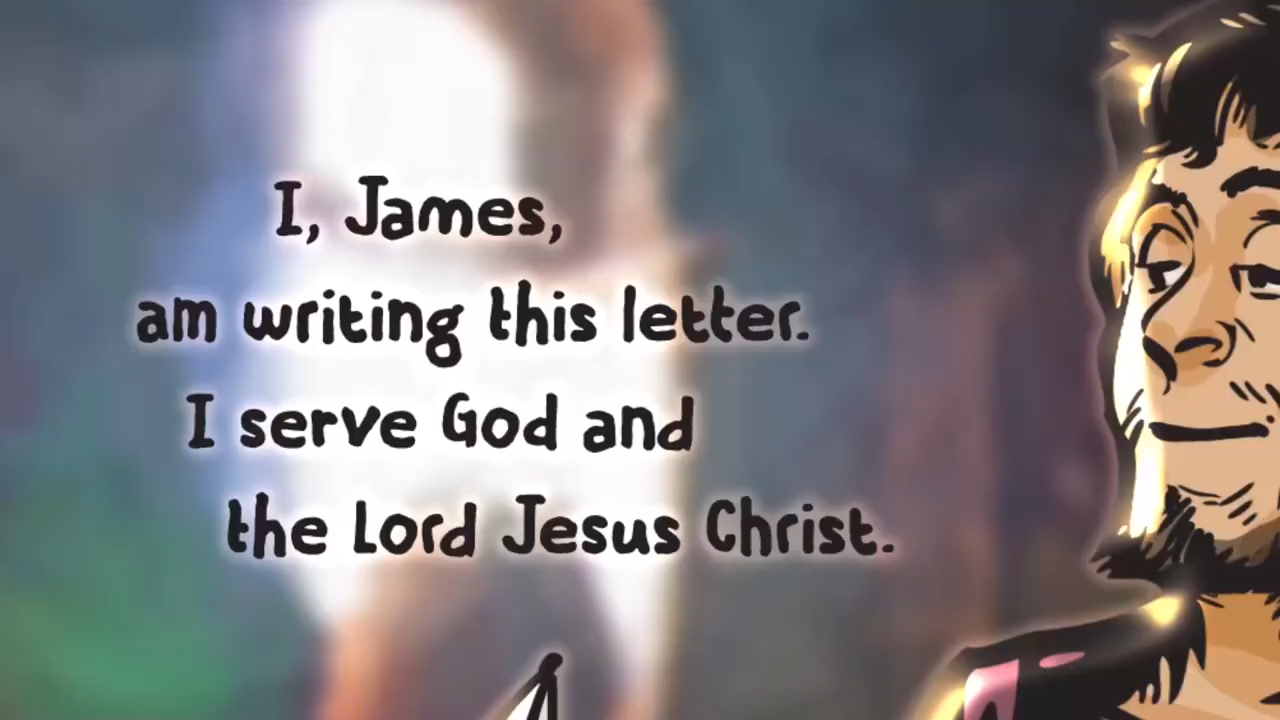 I, James,
am writing this letter.
I serve God and
the Lord Jesus Christ.